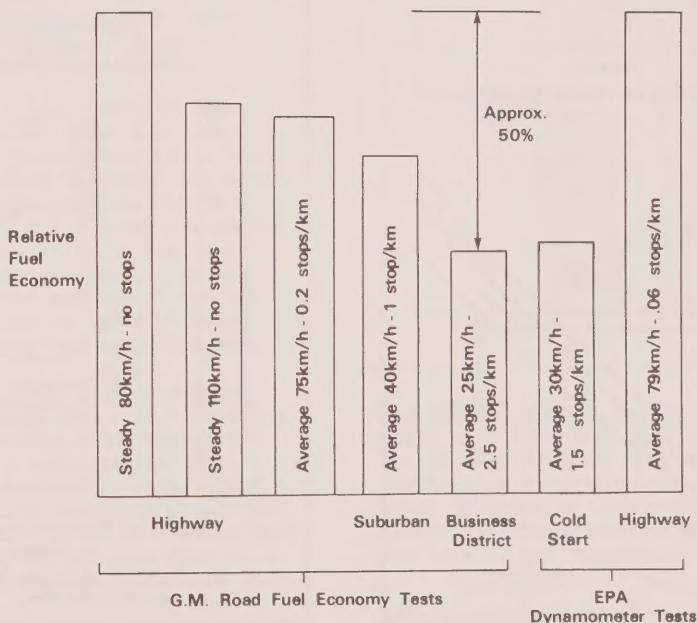 Approx.
50%
Relative
Fuel
Economy
Steady 80km/h - no stops
Steady 110km/h - no stops
Average 75km/h - 0.2 stops/km
Average 40km/h - 1 stop/km
Average 25km/h -
2.5 stops/km
Average 30km/h -
1.5 stops/km
Average 79km/h - .06 stops/km
Highway
Suburban
Business
District
Cold
Start
Highway
G.M. Road Fuel Economy Tests
EPA
Dynamometer Tests